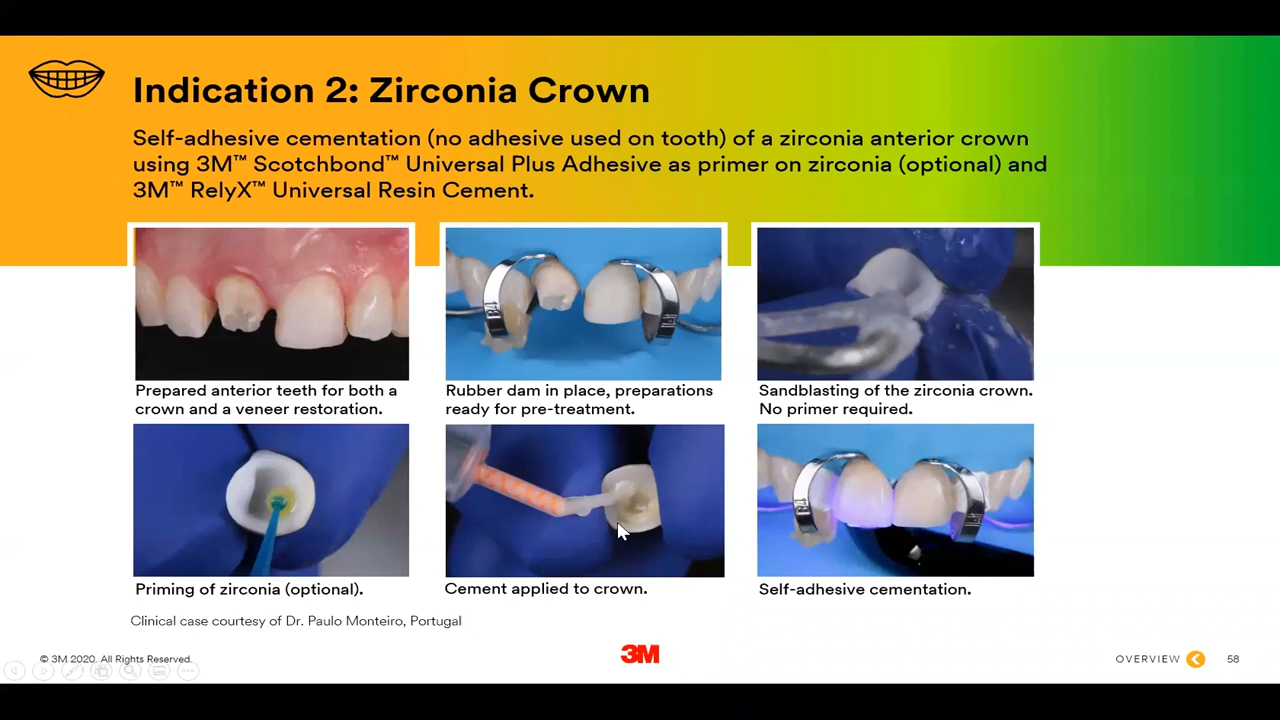 Indication 2: Zirconia Crown
Self-adhesive cementation (no adhesive used on tooth) of a zirconia anterior crown
using 3M™ Scotchbond™ Universal Plus Adhesive as primer on zirconia (optional) and
3M™ RelyX™ Universal Resin Cement.
Prepared anterior teeth for both a
crown and a veneer restoration.
Rubber dam in place, preparations
ready for pre-treatment.
Sandblasting of the zirconia crown.
No primer required.
Priming of zirconia (optional).
Cement applied to crown.
Self-adhesive cementation.
Clinical case courtesy of Dr. Paulo Monteiro, Portugal
© 3M 2020. All Rights Reserved.
3M
OVERVIEW
58